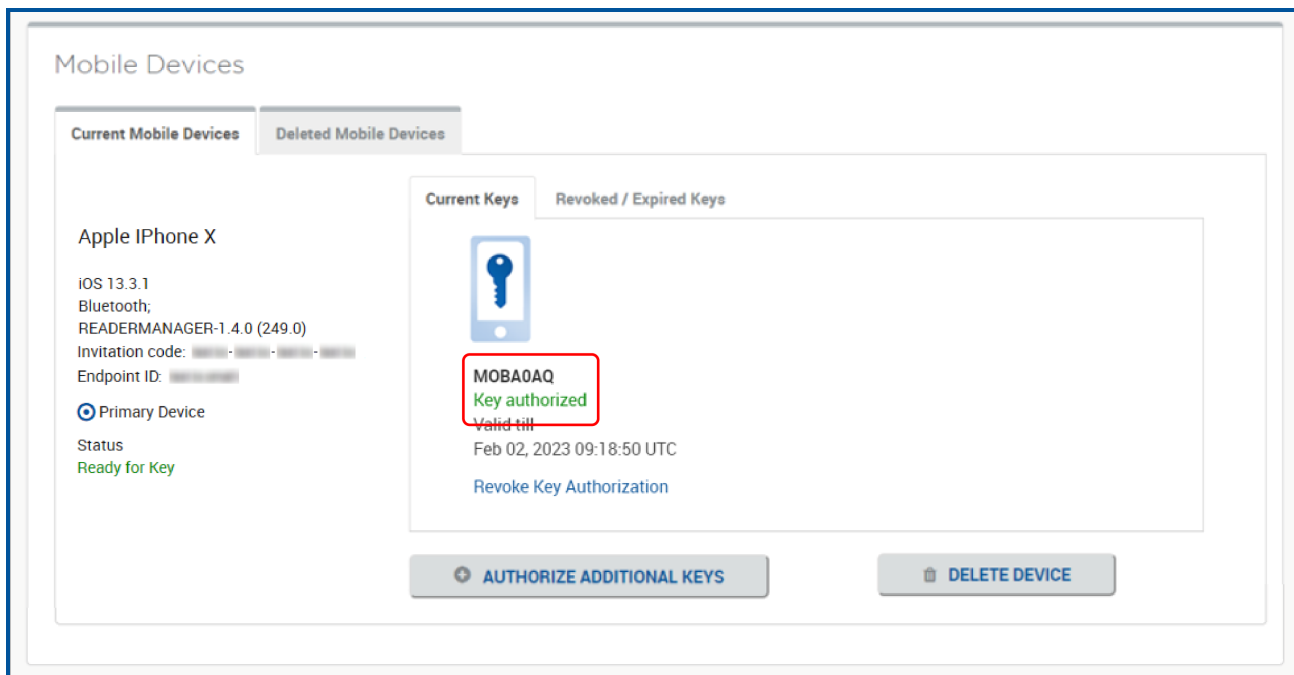 Mobile Devices
Current Mobile Devices
Deleted Mobile Devices
Current Keys
Revoked / Expired Keys
Apple IPhone X
iOS 13.3.1
Bluetooth;
READERMANAGER-1.4.0 (249.0)
Invitation code:
Endpoint ID:
Primary Device
Status
Ready for Key
MOBA0AQ
Key authorized
Valid till
Feb 02, 2023 09:18:50 UTC
Revoke Key Authorization
AUTHORIZE ADDITIONAL KEYS
DELETE DEVICE